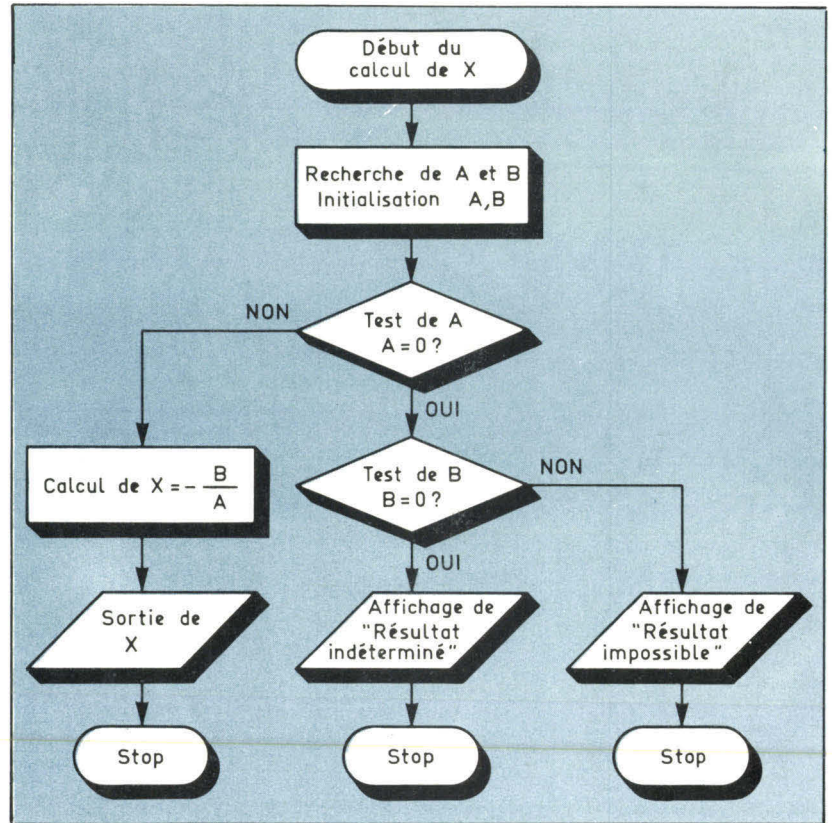 Début du
calcul de X
Recherche de A et B
Initialisation A,B
NON
Test de A
A = 0 ?
OUI
Calcul de X = - B/A
Test de B
B = 0 ?
NON
OUI
Sortie de
X
Affichage de
"Résultat
indéterminé"
Affichage de
"Résultat
impossible"
Stop
Stop
Stop